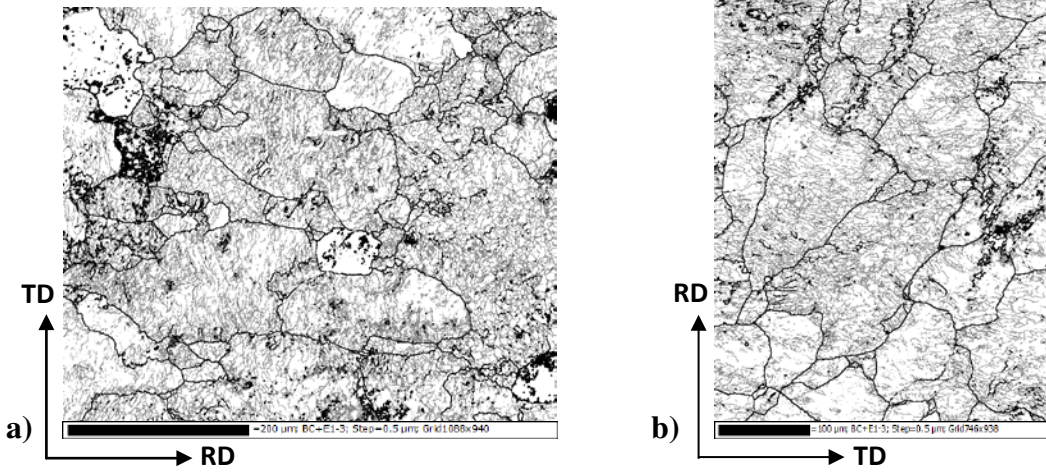 TD
RD
a)
=200 µm; BC+E1-3; Step=0.5 µm; Grid1088x940
RD
TD
b)
=100 µm; BC+E1-3; Step=0.5 µm; Grid746x938